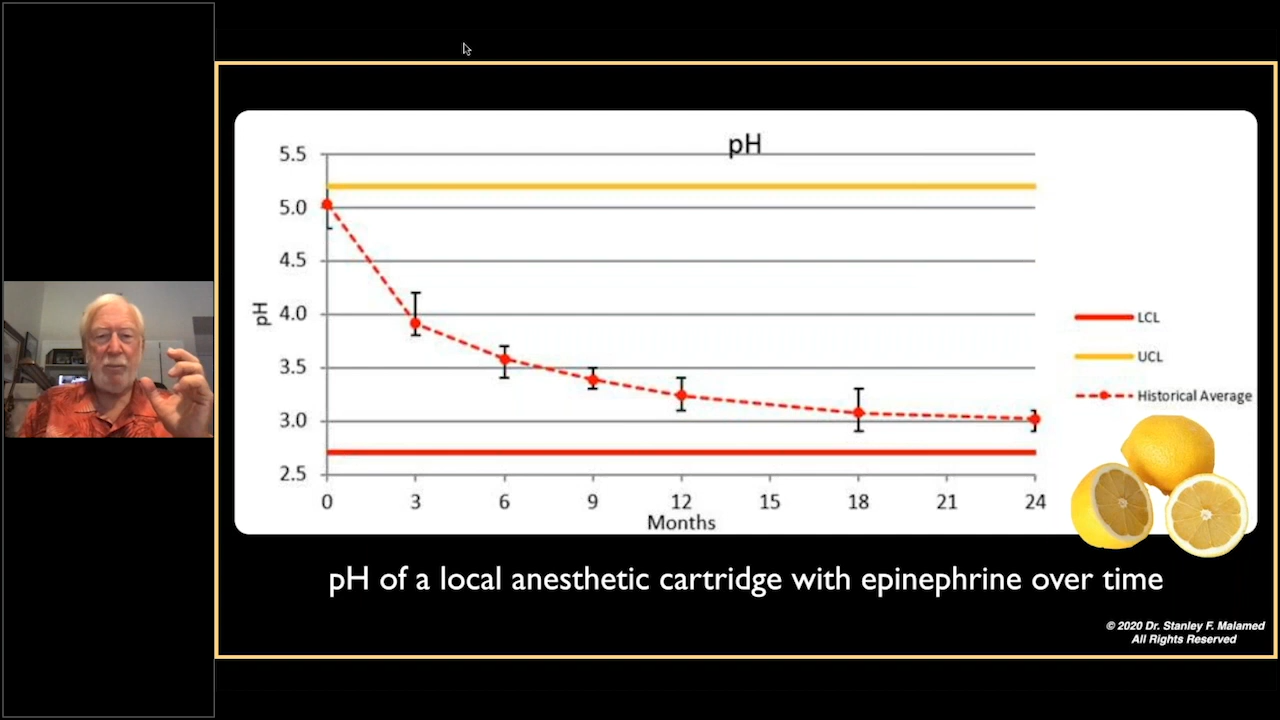 pH
5.5
5.0
4.5
4.0
3.5
3.0
2.5
pH
0 3 6 9 12 15 18 21 24
Months
LCL
UCL
Historical Average
pH of a local anesthetic cartridge with epinephrine over time
© 2020 Dr. Stanley F. Malamed
All Rights Reserved